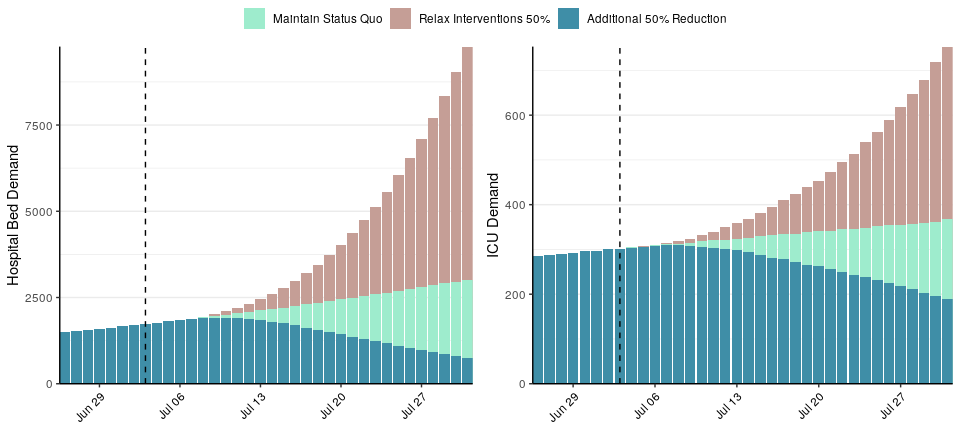 Maintain Status Quo Relax Interventions 50% Additional 50% Reduction
Hospital Bed Demand
7500
5000
2500
0
Jun 29 Jul 06 Jul 13 Jul 20 Jul 27
ICU Demand
600
400
200
0
Jun 29 Jul 06 Jul 13 Jul 20 Jul 27